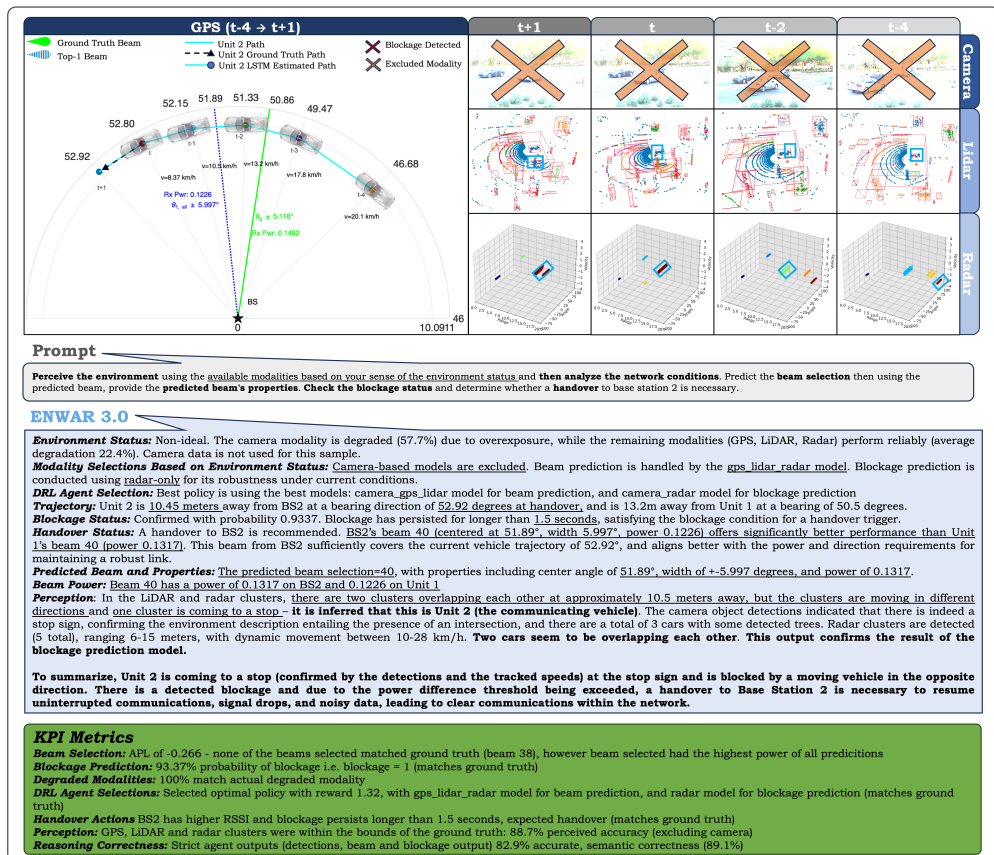 GPS (t-4 → t+1)
t+1
t
t-2
t-4
Ground Truth Beam
Top-1 Beam
Unit 2 Path
Unit 2 Ground Truth Path
Unit 2 LSTM Estimated Path
Blockage Detected
Excluded Modality
Camera
Lidar
Radar
52.92
52.80
52.15
51.89
51.33
50.86
49.47
46.68
t+1
t
t-1
t-2
t-3
t-4
v=8.37 km/h
v=10.5 km/h
v=13.2 km/h
v=17.8 km/h
v=20.1 km/h
Rx Pwr: 0.1226
± 5.997°
± 5.118°
Rx Pwr: 0.1482
BS
0
10.0911
46
Prompt
Perceive the environment using the available modalities based on your sense of the environment status and then analyze the network conditions. Predict the beam selection then using the
predicted beam, provide the predicted beam's properties. Check the blockage status and determine whether a handover to base station 2 is necessary.
ENWAR 3.0
Environment Status: Non-ideal. The camera modality is degraded (57.7%) due to overexposure, while the remaining modalities (GPS, LiDAR, Radar) perform reliably (average
degradation 22.4%). Camera data is not used for this sample.
Modality Selections Based on Environment Status: Camera-based models are excluded. Beam prediction is handled by the gps_lidar_radar model. Blockage prediction is
conducted using radar-only for its robustness under current conditions.
DRL Agent Selection: Best policy is using the best models: camera_gps_lidar model for beam prediction, and camera_radar model for blockage prediction
Trajectory: Unit 2 is 10.45 meters away from BS2 at a bearing direction of 52.92 degrees at handover, and is 13.2m away from Unit 1 at a bearing of 50.5 degrees.
Blockage Status: Confirmed with probability 0.9337. Blockage has persisted for longer than 1.5 seconds, satisfying the blockage condition for a handover trigger.
Handover Status: A handover to BS2 is recommended. BS2's beam 40 (centered at 51.89°, width 5.997°, power 0.1226) offers significantly better performance than Unit
1's beam 40 (power 0.1317). This beam from BS2 sufficiently covers the current vehicle trajectory of 52.92°, and aligns better with the power and direction requirements for
maintaining a robust link.
Predicted Beam and Properties: The predicted beam selection=40, with properties including center angle of 51.89°, width of +-5.997 degrees, and power of 0.1317.
Beam Power: Beam 40 has a power of 0.1317 on BS2 and 0.1226 on Unit 1
Perception: In the LiDAR and radar clusters, there are two clusters overlapping each other at approximately 10.5 meters away, but the clusters are moving in different
directions and one cluster is coming to a stop – it is inferred that this is Unit 2 (the communicating vehicle). The camera object detections indicated that there is indeed a
stop sign, confirming the environment description entailing the presence of an intersection, and there are a total of 3 cars with some detected trees. Radar clusters are detected
(5 total), ranging 6-15 meters, with dynamic movement between 10-28 km/h. Two cars seem to be overlapping each other. This output confirms the result of the
blockage prediction model.
To summarize, Unit 2 is coming to a stop (confirmed by the detections and the tracked speeds) at the stop sign and is blocked by a moving vehicle in the opposite
direction. There is a detected blockage and due to the power difference threshold being exceeded, a handover to Base Station 2 is necessary to resume
uninterrupted communications, signal drops, and noisy data, leading to clear communications within the network.
KPI Metrics
Beam Selection: APL of -0.266 - none of the beams selected matched ground truth (beam 38), however beam selected had the highest power of all predicitions
Blockage Prediction: 93.37% probability of blockage i.e. blockage = 1 (matches ground truth)
Degraded Modalities: 100% match actual degraded modality
DRL Agent Selections: Selected optimal policy with reward 1.32, with gps_lidar_radar model for beam prediction, and radar model for blockage prediction (matches ground
truth)
Handover Actions BS2 has higher RSSI and blockage persists longer than 1.5 seconds, expected handover (matches ground truth)
Perception: GPS, LiDAR and radar clusters were within the bounds of the ground truth: 88.7% perceived accuracy (excluding camera)
Reasoning Correctness: Strict agent outputs (detections, beam and blockage output) 82.9% accurate, semantic correctness (89.1%)